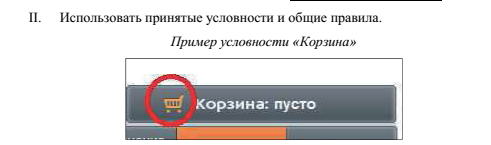 II. Использовать принятые условности и общие правила.
Пример условности «Корзина»
Корзина: пусто